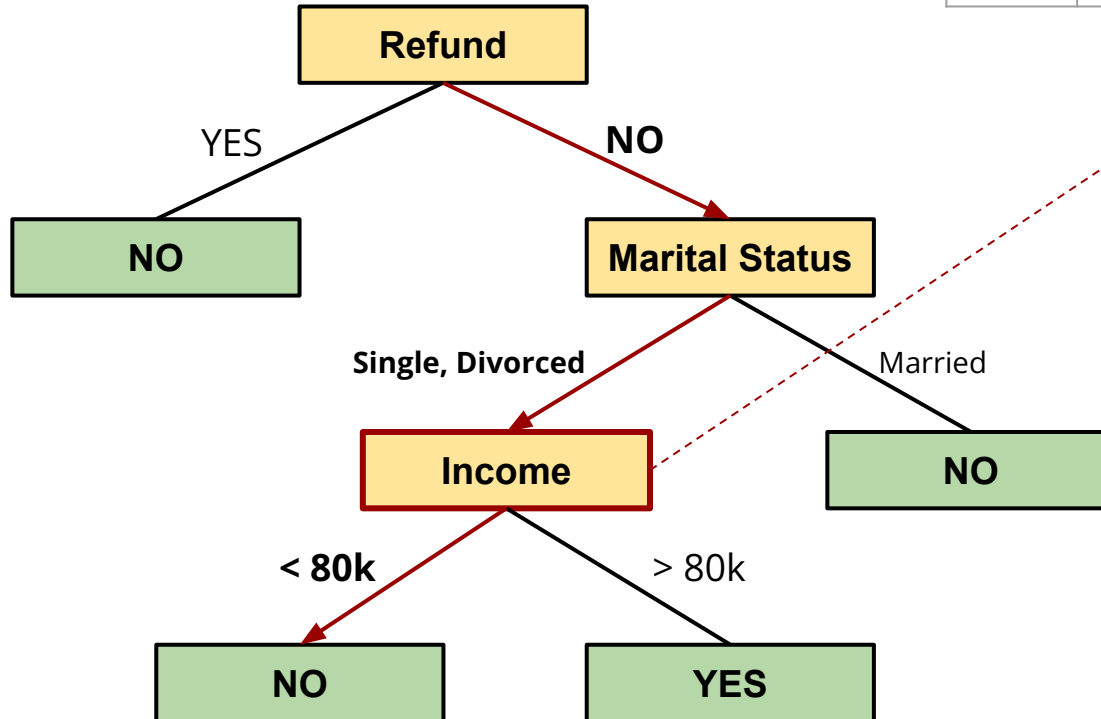 Refund
YES
NO
NO
Marital Status
Single, Divorced
Married
Income
NO
< 80k
> 80k
NO
YES